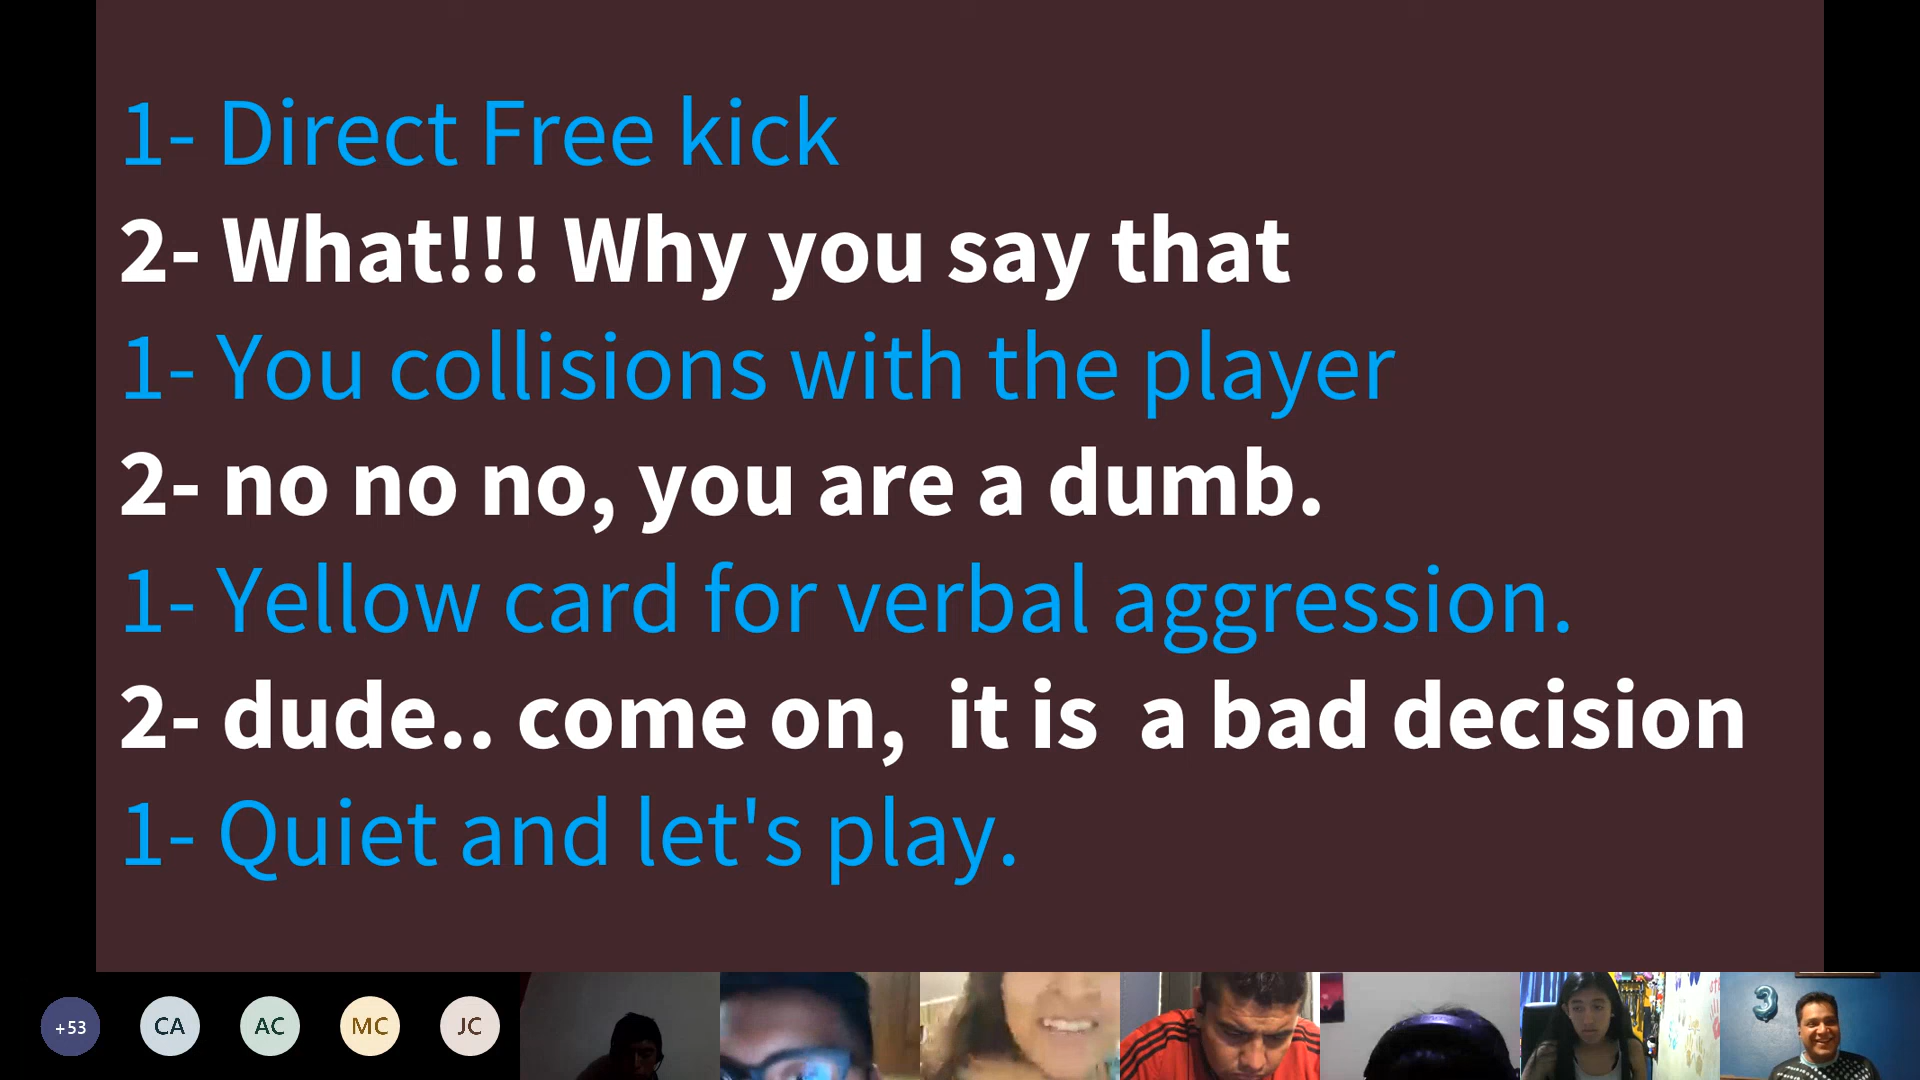 1- Direct Free kick
2- What!!! Why you say that
1- You collisions with the player
2- no no no, you are a dumb.
1- Yellow card for verbal aggression.
2- dude.. come on,  it is  a bad decision
1- Quiet and let's play.
+53 CA AC MC JC 3